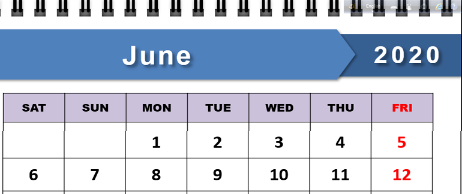 June 2020
SAT SUN MON TUE WED THU FRI
1 2 3 4 5
6 7 8 9 10 11 12